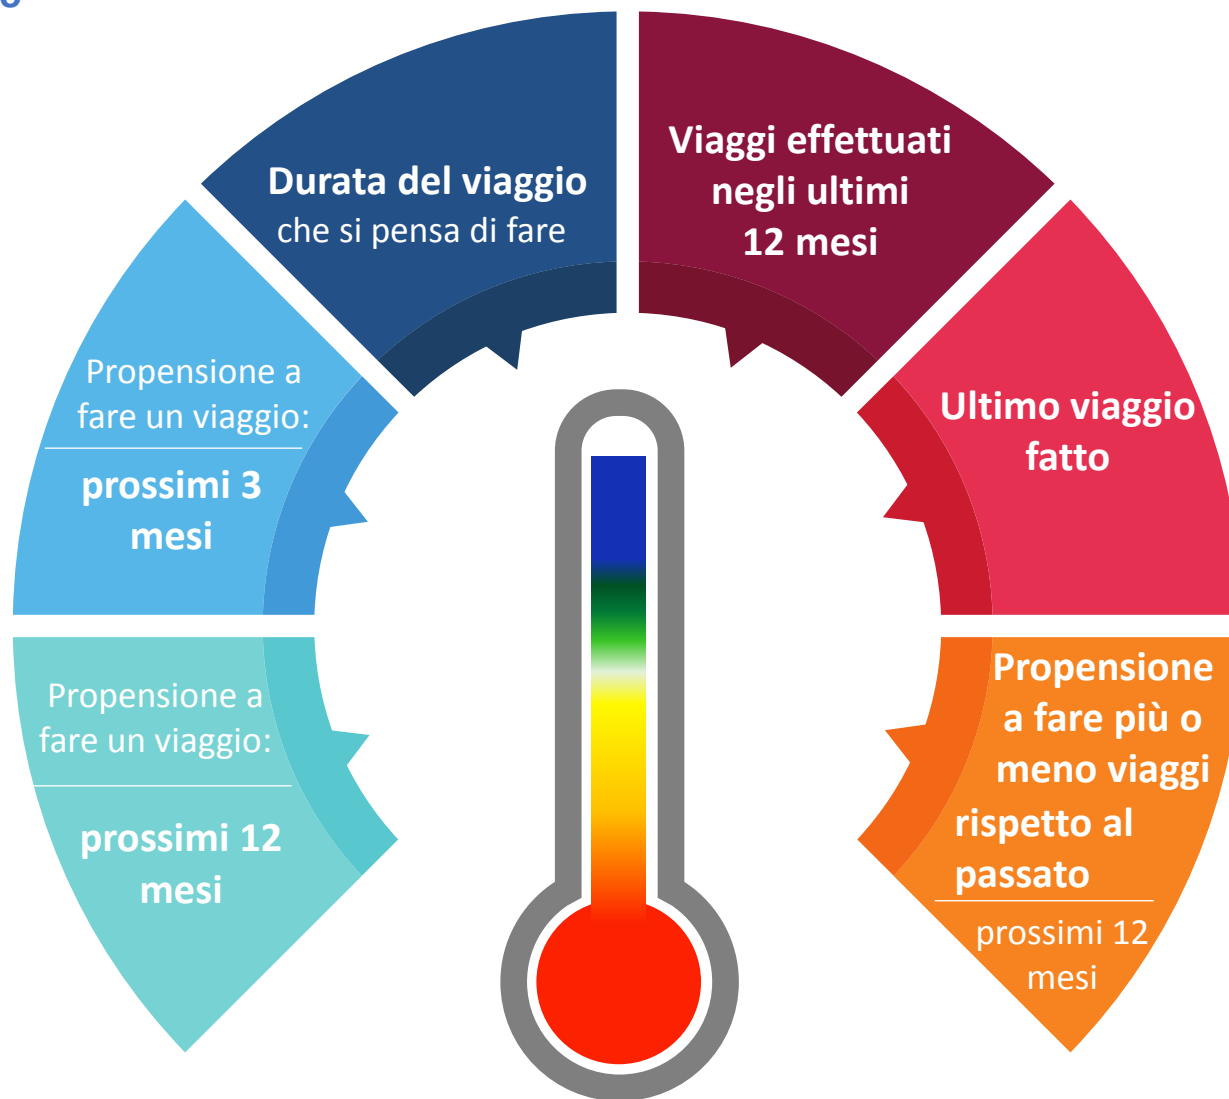 Durata del viaggio
che si pensa di fare
Viaggi effettuati
negli ultimi
12 mesi
Propensione a
fare un viaggio:
prossimi 3
mesi
Ultimo viaggio
fatto
Propensione a
fare un viaggio:
prossimi 12
mesi
Propensione
a fare più o
meno viaggi
rispetto al
passato
prossimi 12
mesi